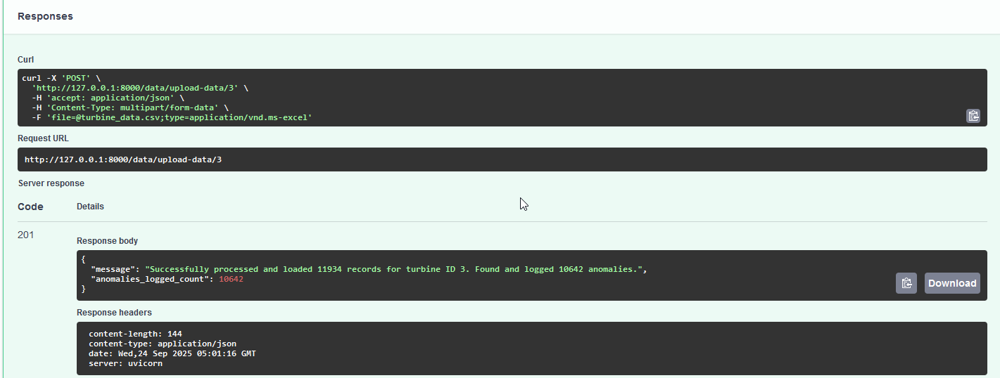 Responses
Curl
curl -X 'POST' \
  'http://127.0.0.1:8000/data/upload-data/3' \
  -H 'accept: application/json' \
  -H 'Content-Type: multipart/form-data' \
  -F 'file=@turbine_data.csv;type=application/vnd.ms-excel'
Request URL
http://127.0.0.1:8000/data/upload-data/3
Server response
Code Details
201
Response body
{
  "message": "Successfully processed and loaded 11934 records for turbine ID 3. Found and logged 10642 anomalies.",
  "anomalies_logged_count": 10642
}
Download
Response headers
content-length: 144
content-type: application/json
date: Wed,24 Sep 2025 05:01:16 GMT
server: uvicorn